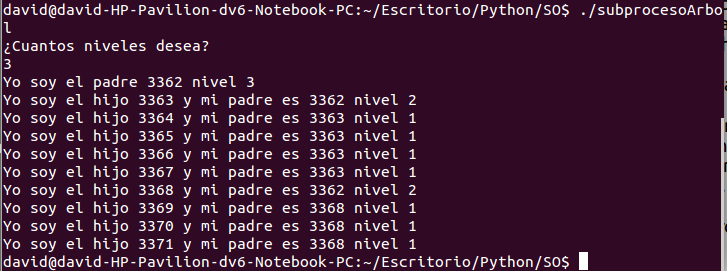 david@david-HP-Pavilion-dv6-Notebook-PC:~/Escritorio/Python/SO$ ./subprocesoArbo
l
¿Cuantos niveles desea?
3
Yo soy el padre 3362 nivel 3
Yo soy el hijo 3363 y mi padre es 3362 nivel 2
Yo soy el hijo 3364 y mi padre es 3363 nivel 1
Yo soy el hijo 3365 y mi padre es 3363 nivel 1
Yo soy el hijo 3366 y mi padre es 3363 nivel 1
Yo soy el hijo 3367 y mi padre es 3363 nivel 1
Yo soy el hijo 3368 y mi padre es 3362 nivel 2
Yo soy el hijo 3369 y mi padre es 3368 nivel 1
Yo soy el hijo 3370 y mi padre es 3368 nivel 1
Yo soy el hijo 3371 y mi padre es 3368 nivel 1
david@david-HP-Pavilion-dv6-Notebook-PC:~/Escritorio/Python/SO$